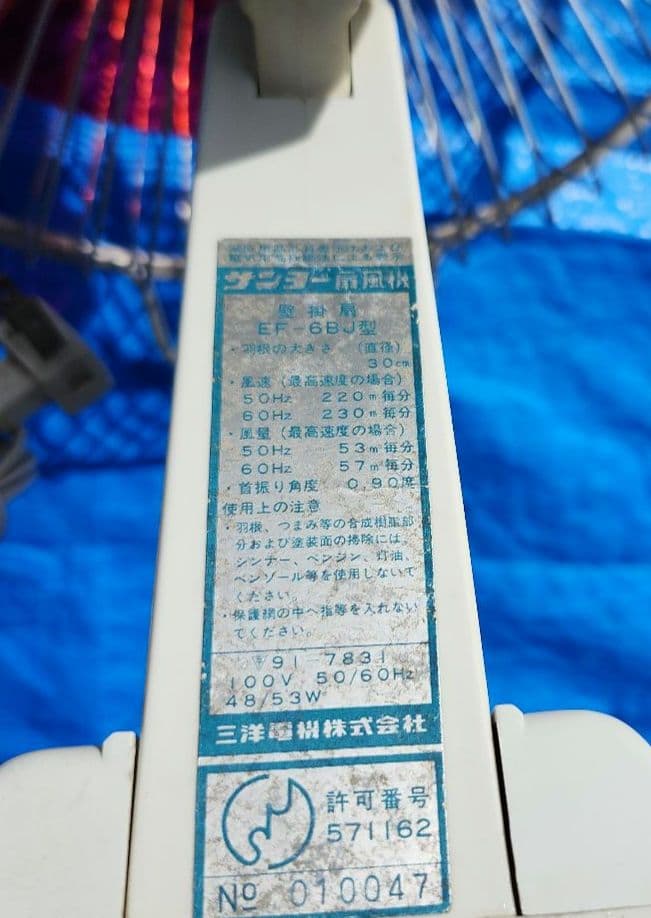 サンヨー扇風機
壁掛扇
EF-6BJ型
・羽根の大きさ (直径)
30cm
・風速(最高速度の場合)
50Hz 220m毎分
60Hz 230m毎分
・風量(最高速度の場合)
50Hz 53m³毎分
60Hz 57m³毎分
・首振り角度 0,90度
使用上の注意
・羽根、つまみ等の合成樹脂部
分および塗装面の掃除には、
シンナー、ベンジン、灯油、
ベンゾール等を使用しないで
ください。
・保護網の中へ指等を入れない
でください。
91-7831
100V 50/60Hz
48/53W
三洋電機株式会社
許可番号
571162
No 010047